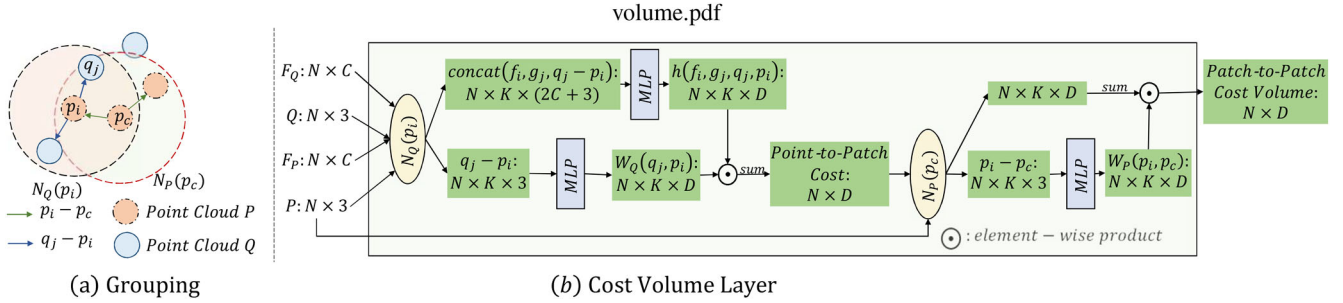 volume.pdf
q_j
p_i
p_c
N_Q(p_i)
N_P(p_c)
p_i − p_c
Point Cloud P
q_j − p_i
Point Cloud Q
(a) Grouping
F_Q: N × C
Q: N × 3
F_P: N × C
P: N × 3
N_Q(p_i)
concat(f_i, g_j, q_j − p_i):
N × K × (2C + 3)
MLP
h(f_i, g_j, q_j, p_i):
N × K × D
q_j − p_i:
N × K × 3
MLP
W_Q(q_j, p_i):
N × K × D
sum
Point-to-Patch
Cost:
N × D
N_P(p_c)
N × K × D
sum
p_i − p_c:
N × K × 3
MLP
W_P(p_i, p_c):
N × K × D
Patch-to-Patch
Cost Volume:
N × D
⊙: element − wise product
(b) Cost Volume Layer